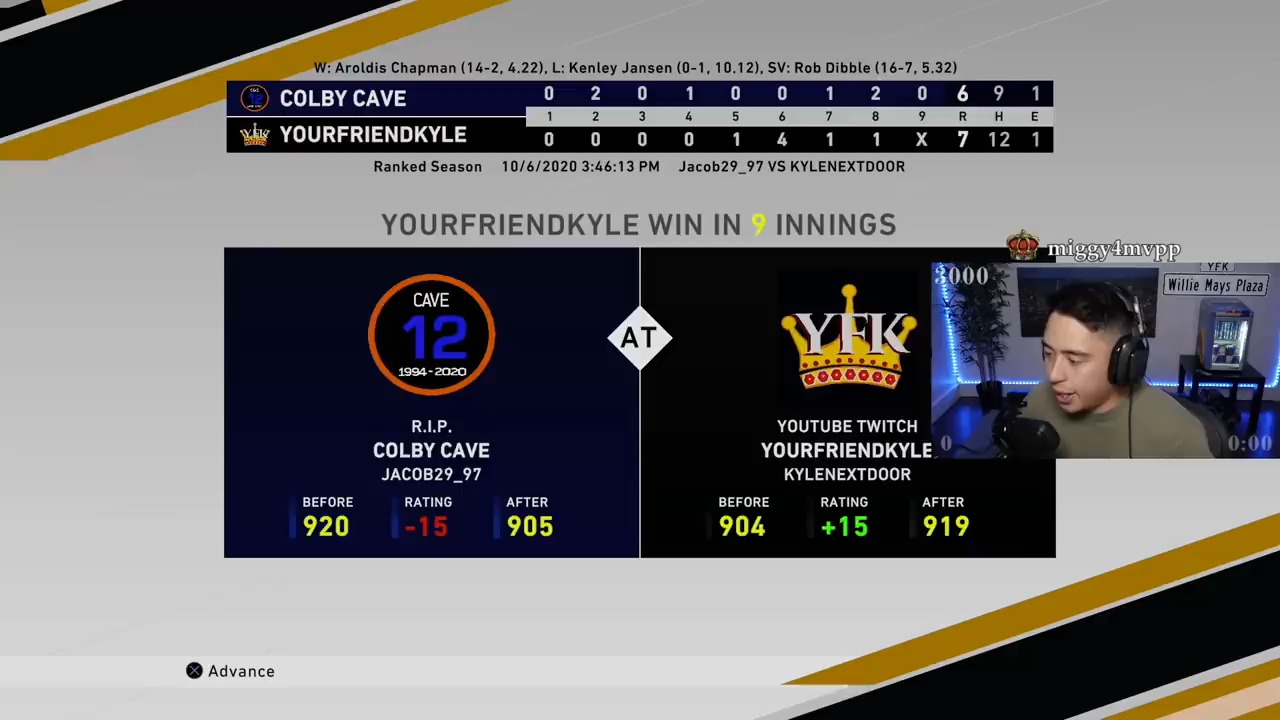 W: Aroldis Chapman (14-2, 4.22), L: Kenley Jansen (0-1, 10.12), SV: Rob Dibble (16-7, 5.32)
COLBY CAVE 0 2 0 1 0 0 1 2 0 6 9 1
1 2 3 4 5 6 7 8 9 R H E
YOURFRIENDKYLE 0 0 0 0 1 4 1 1 X 7 12 1
Ranked Season 10/6/2020 3:46:13 PM Jacob29_97 VS KYLENEXTDOOR
YOURFRIENDKYLE WIN IN 9 INNINGS
miggy4mvpp
3000
YFK
Willie Mays Plaza
CAVE
12
1994-2020
AT
YFK
R.I.P.
COLBY CAVE
JACOB29_97
YOUTUBE TWITCH
YOURFRIENDKYLE
KYLENEXTDOOR
0 0:00
BEFORE RATING AFTER
920 -15 905
BEFORE RATING AFTER
904 +15 919
Advance